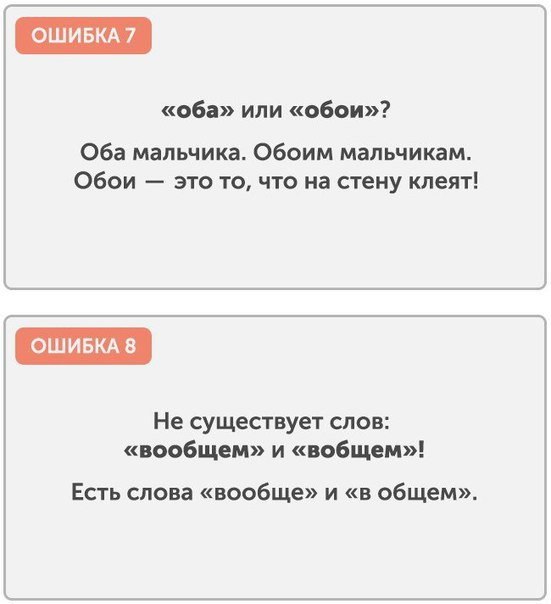 ОШИБКА 7
«оба» или «обои»?
Оба мальчика. Обоим мальчикам.
Обои — это то, что на стену клеят!
ОШИБКА 8
Не существует слов:
«вообщем» и «вобщем»!
Есть слова «вообще» и «в общем».